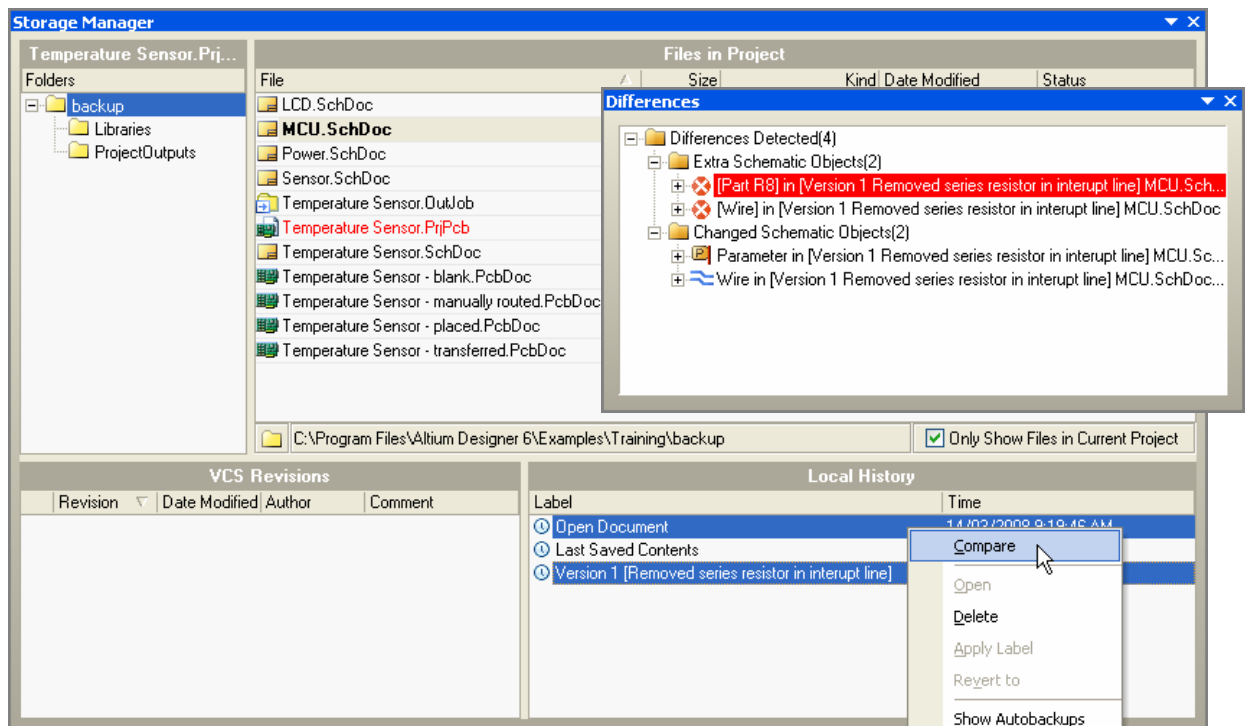 Storage Manager
Temperature Sensor.Prj...
Files in Project
Folders
File
Size
Kind
Date Modified
Status
backup
Libraries
ProjectOutputs
LCD.SchDoc
MCU.SchDoc
Power.SchDoc
Sensor.SchDoc
Temperature Sensor.OutJob
Temperature Sensor.PrjPcb
Temperature Sensor.SchDoc
Temperature Sensor - blank.PcbDoc
Temperature Sensor - manually routed.PcbDoc
Temperature Sensor - placed.PcbDoc
Temperature Sensor - transferred.PcbDoc
Differences
Differences Detected(4)
Extra Schematic Objects(2)
[Part R8] in [Version 1 Removed series resistor in interupt line] MCU.Sch...
[Wire] in [Version 1 Removed series resistor in interupt line] MCU.SchDoc
Changed Schematic Objects(2)
Parameter in [Version 1 Removed series resistor in interupt line] MCU.Sc...
Wire in [Version 1 Removed series resistor in interupt line] MCU.SchDoc...
C:\Program Files\Altium Designer 6\Examples\Training\backup
Only Show Files in Current Project
VCS Revisions
Revision
Date Modified
Author
Comment
Local History
Label
Time
Open Document
14/03/2008 9:19:46 AM
Last Saved Contents
Version 1 [Removed series resistor in interupt line]
Compare
Open
Delete
Apply Label
Revert to
Show Autobackups